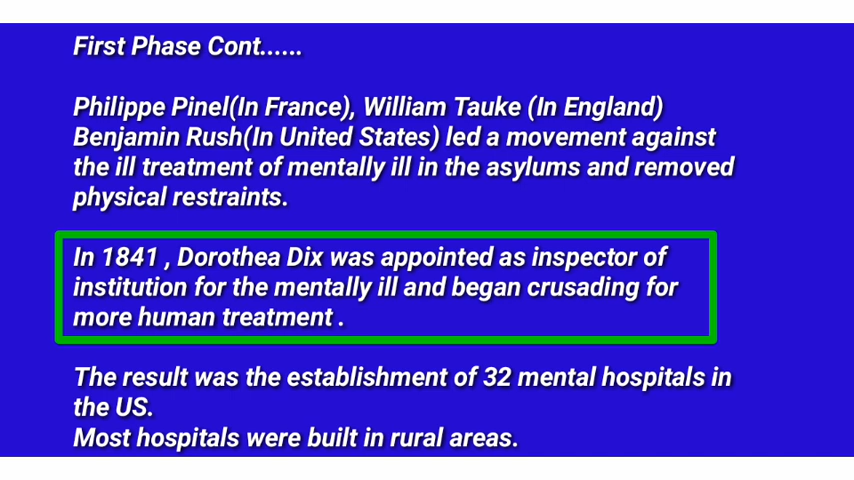 First Phase Cont......
Philippe Pinel(In France), William Tauke (In England)
Benjamin Rush(In United States) led a movement against
the ill treatment of mentally ill in the asylums and removed
physical restraints.
In 1841 , Dorothea Dix was appointed as inspector of
institution for the mentally ill and began crusading for
more human treatment .
The result was the establishment of 32 mental hospitals in
the US.
Most hospitals were built in rural areas.